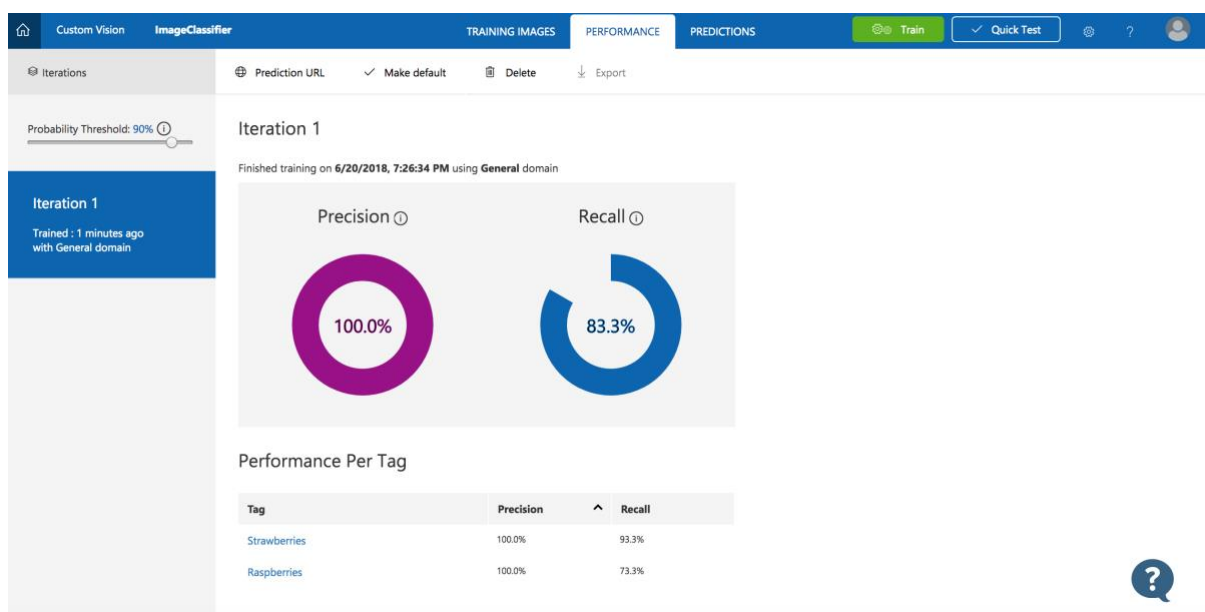 Custom Vision ImageClassifier TRAINING IMAGES PERFORMANCE PREDICTIONS Train Quick Test ?
Iterations Prediction URL Make default Delete Export
Probability Threshold: 90%
Iteration 1
Finished training on 6/20/2018, 7:26:34 PM using General domain
Iteration 1
Trained : 1 minutes ago
with General domain
Precision Recall
100.0% 83.3%
Performance Per Tag
Tag Precision Recall
Strawberries 100.0% 93.3%
Raspberries 100.0% 73.3%
?